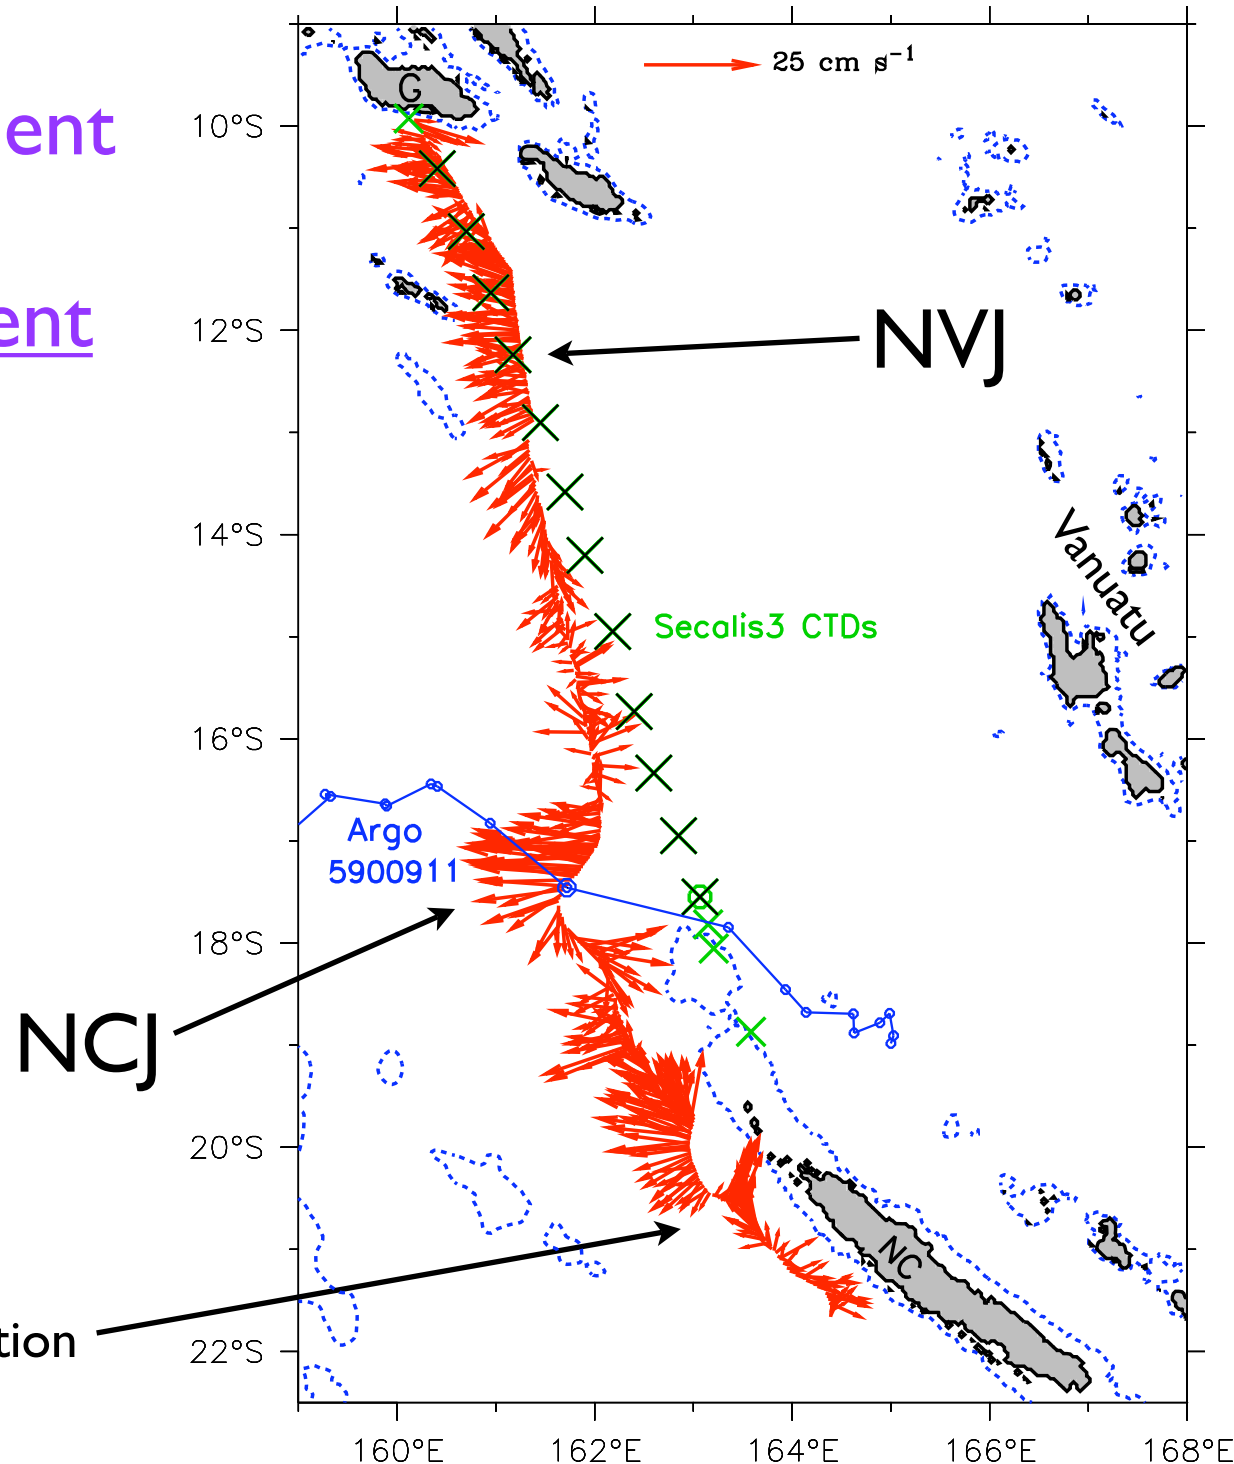 25 cm s⁻¹
G
ent
10°S
ent
12°S
NVJ
14°S
Vanuatu
Secalis3 CTDs
16°S
Argo
5900911
18°S
NCJ
20°S
NC
tion
22°S
160°E 162°E 164°E 166°E 168°E